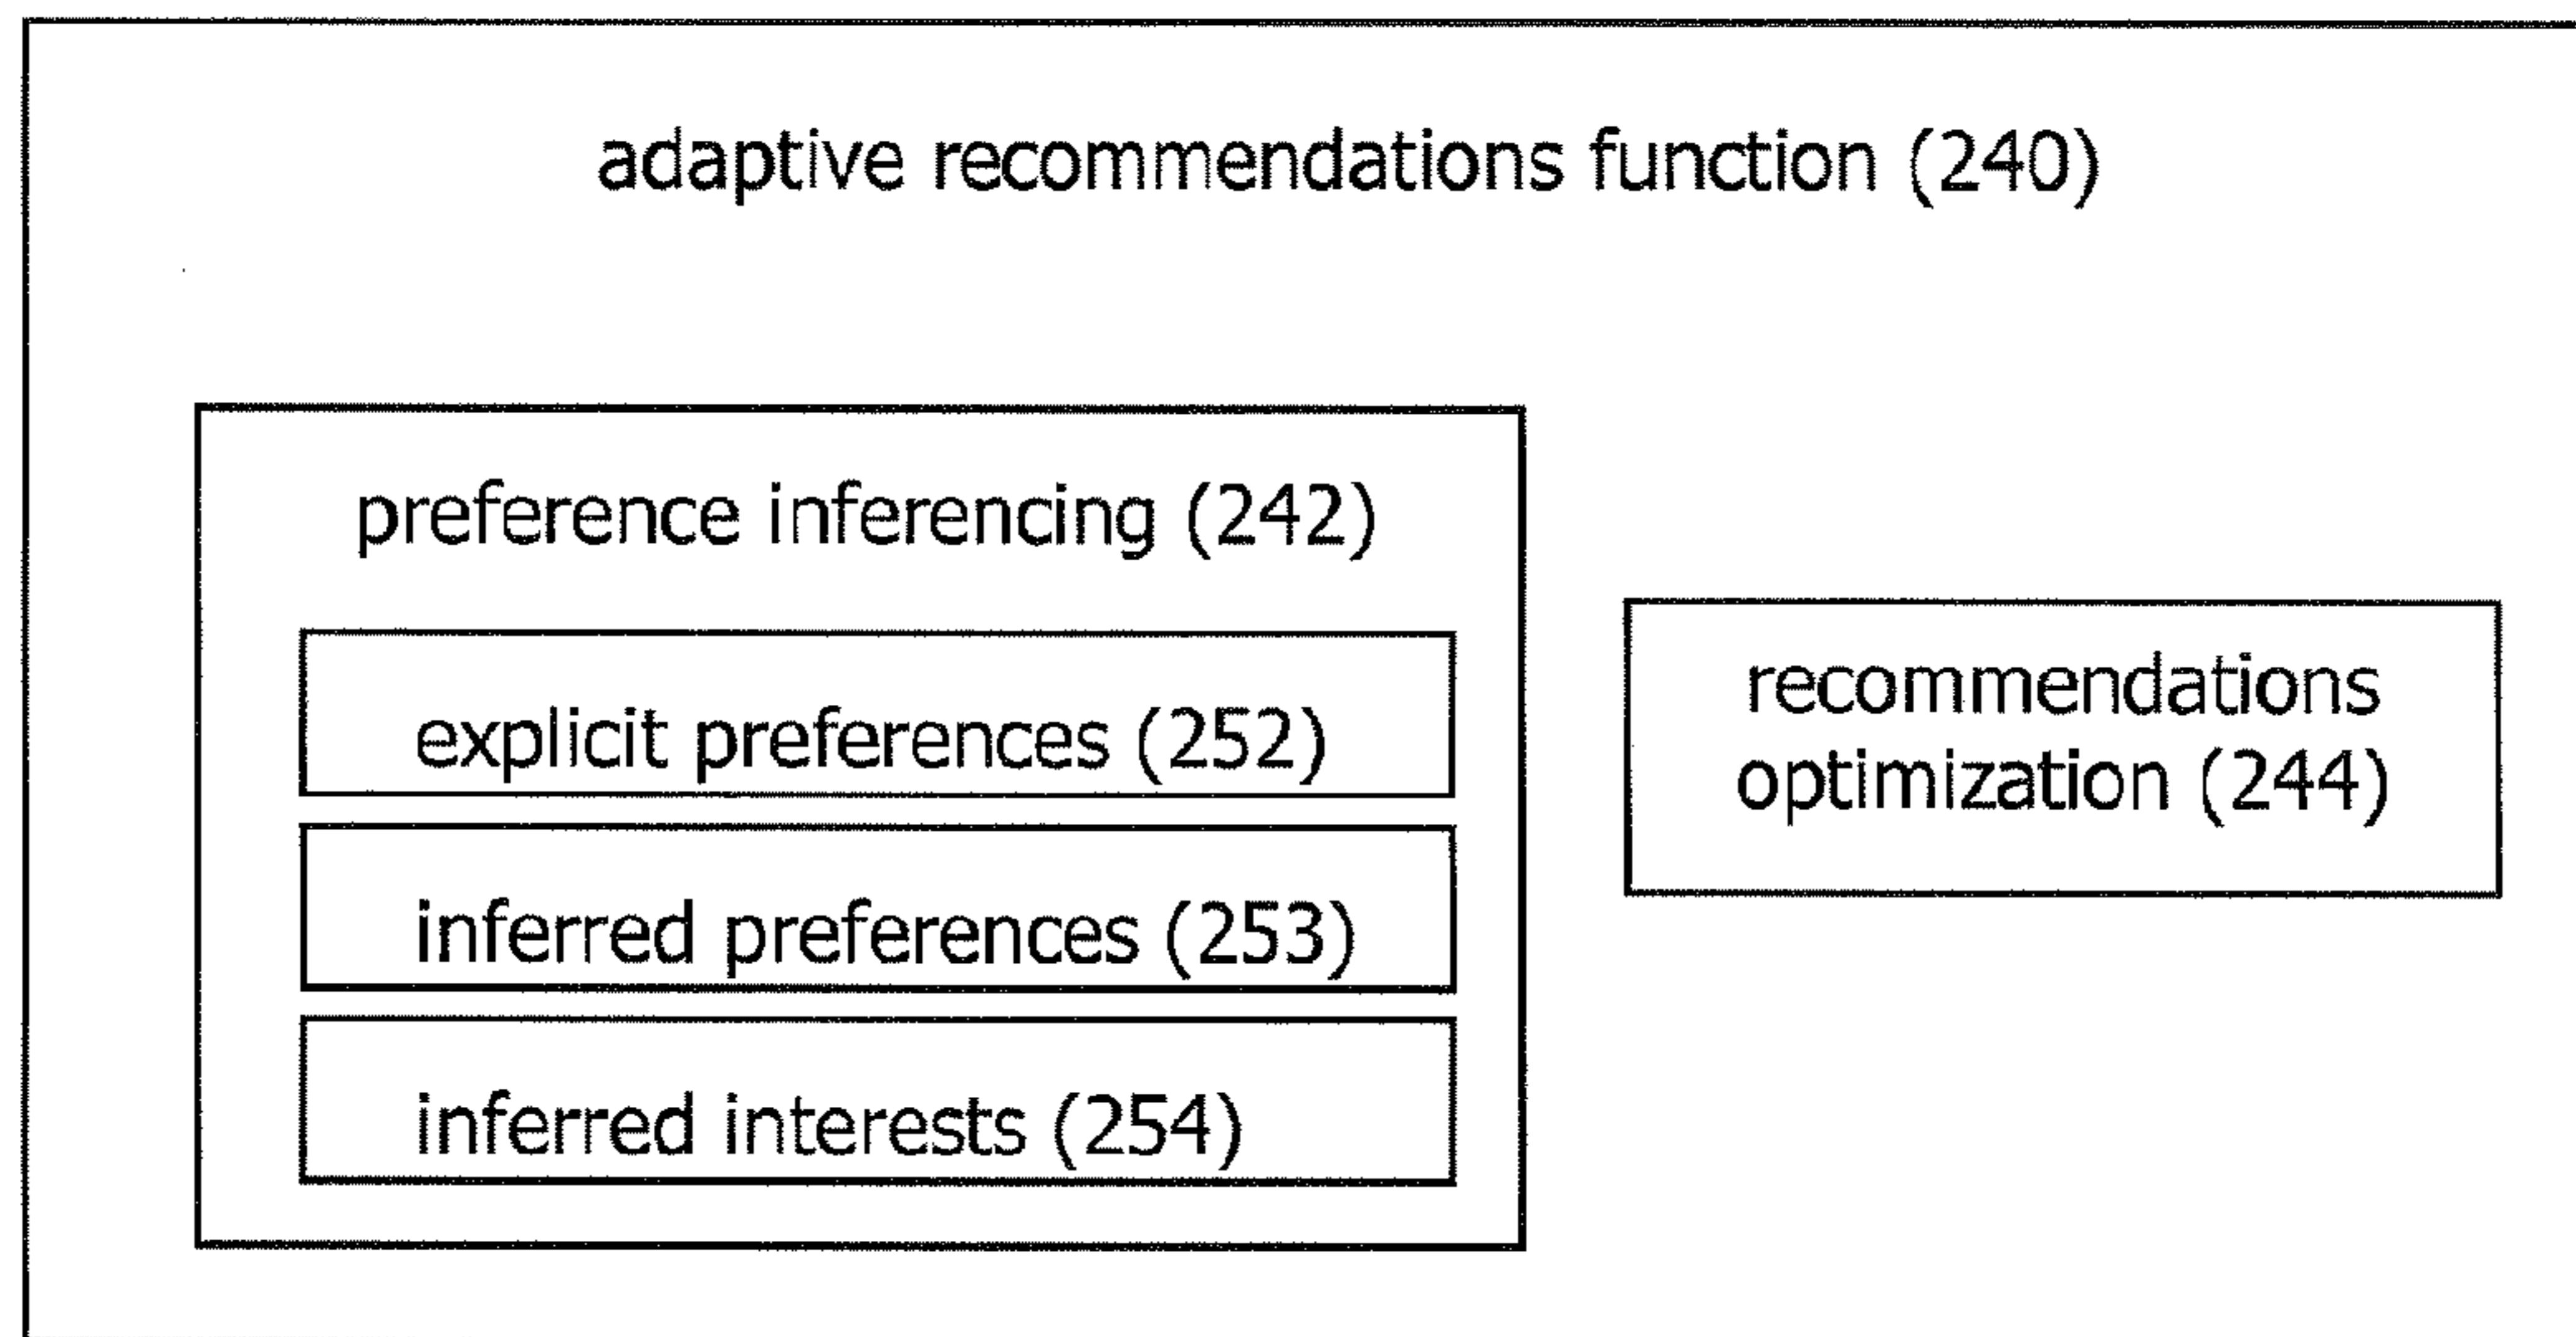 adaptive recommendations function (240)
preference inferencing (242)
explicit preferences (252)
inferred preferences (253)
inferred interests (254)
recommendations
optimization (244)